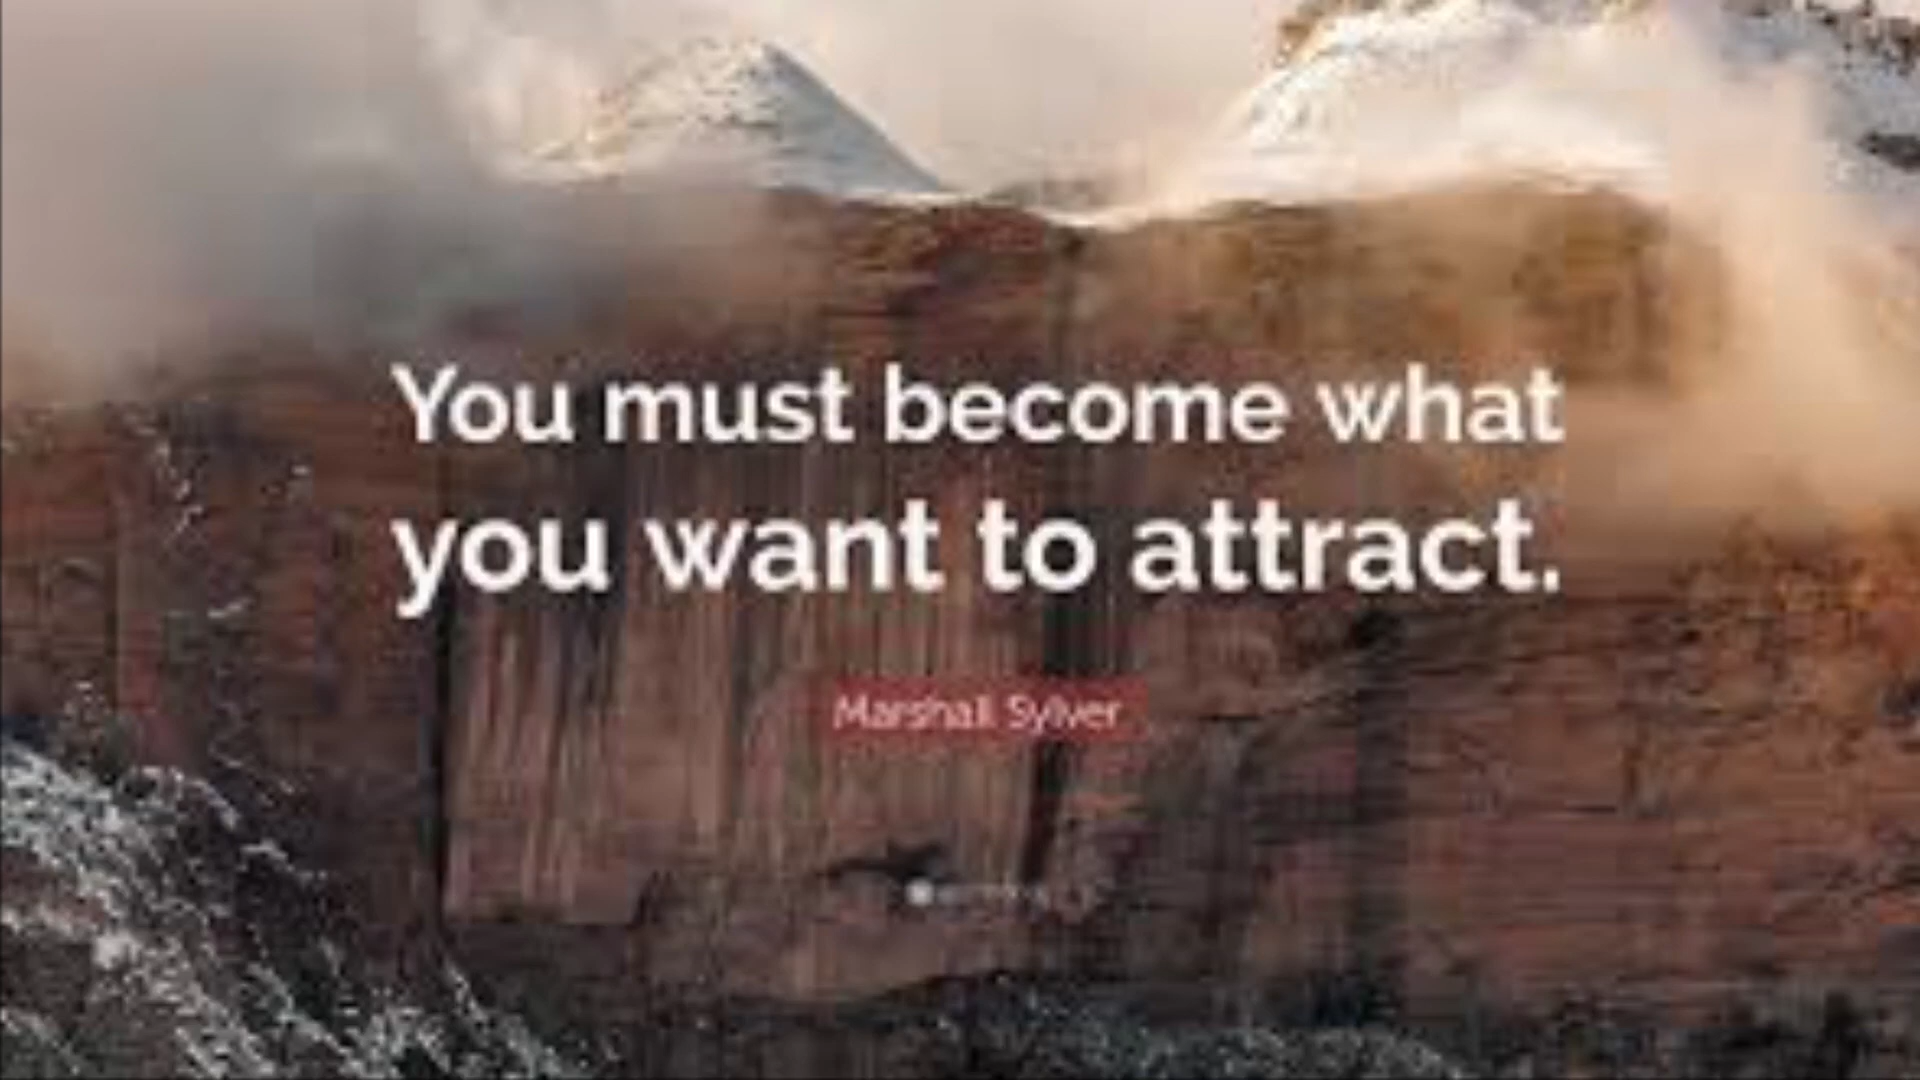 You must become what
you want to attract.
Marshall Sylver